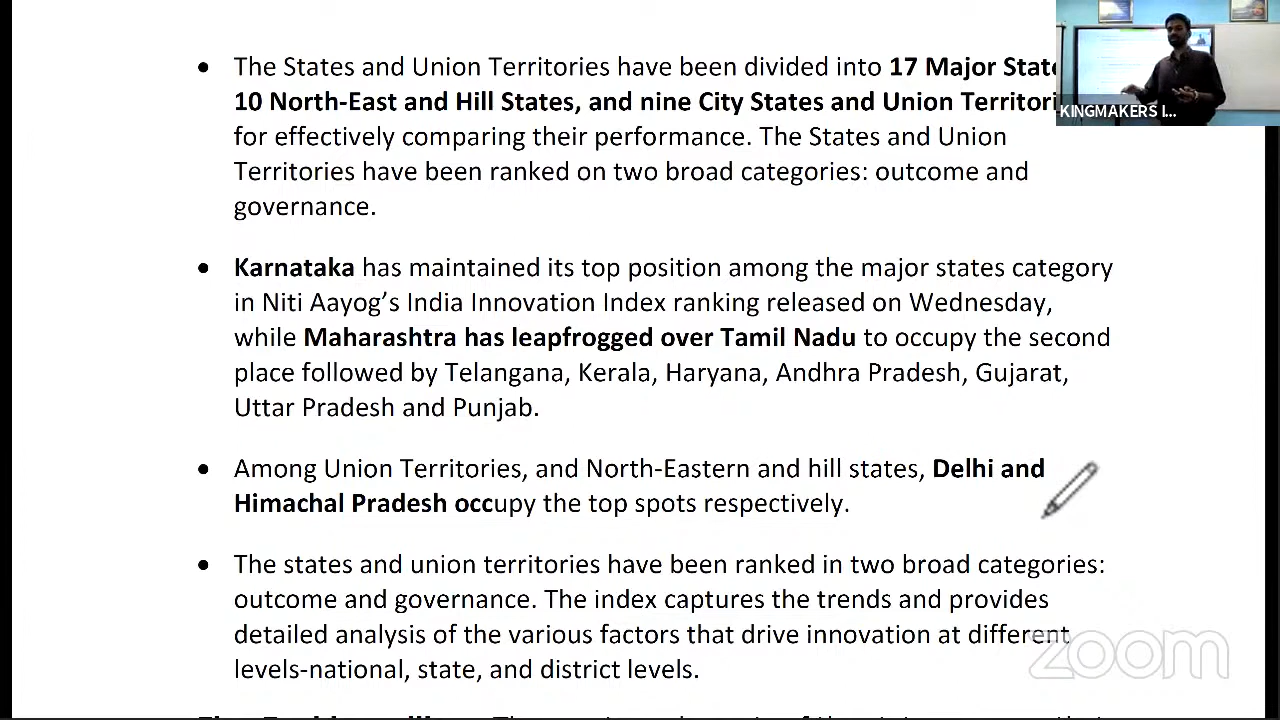 • The States and Union Territories have been divided into 17 Major State
10 North-East and Hill States, and nine City States and Union Territori
for effectively comparing their performance. The States and Union
Territories have been ranked on two broad categories: outcome and
governance.
• Karnataka has maintained its top position among the major states category
in Niti Aayog’s India Innovation Index ranking released on Wednesday,
while Maharashtra has leapfrogged over Tamil Nadu to occupy the second
place followed by Telangana, Kerala, Haryana, Andhra Pradesh, Gujarat,
Uttar Pradesh and Punjab.
• Among Union Territories, and North-Eastern and hill states, Delhi and
Himachal Pradesh occupy the top spots respectively.
• The states and union territories have been ranked in two broad categories:
outcome and governance. The index captures the trends and provides
detailed analysis of the various factors that drive innovation at different
levels-national, state, and district levels.
KINGMAKERS I...
zoom